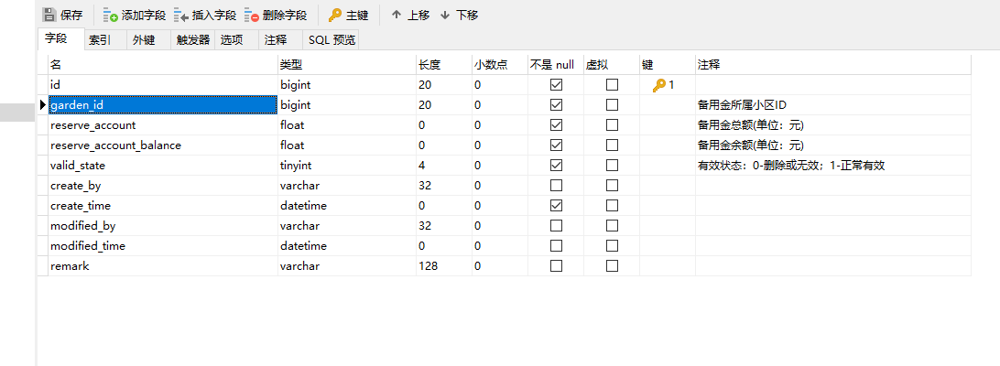 保存 添加字段 插入字段 删除字段 主键 上移 下移
字段 索引 外键 触发器 选项 注释 SQL 预览
名 类型 长度 小数点 不是 null 虚拟 键 注释
id bigint 20 0 1
garden_id bigint 20 0 备用金所属小区ID
reserve_account float 0 0 备用金总额(单位：元)
reserve_account_balance float 0 0 备用金余额(单位：元)
valid_state tinyint 4 0 有效状态：0-删除或无效；1-正常有效
create_by varchar 32 0
create_time datetime 0 0
modified_by varchar 32 0
modified_time datetime 0 0
remark varchar 128 0